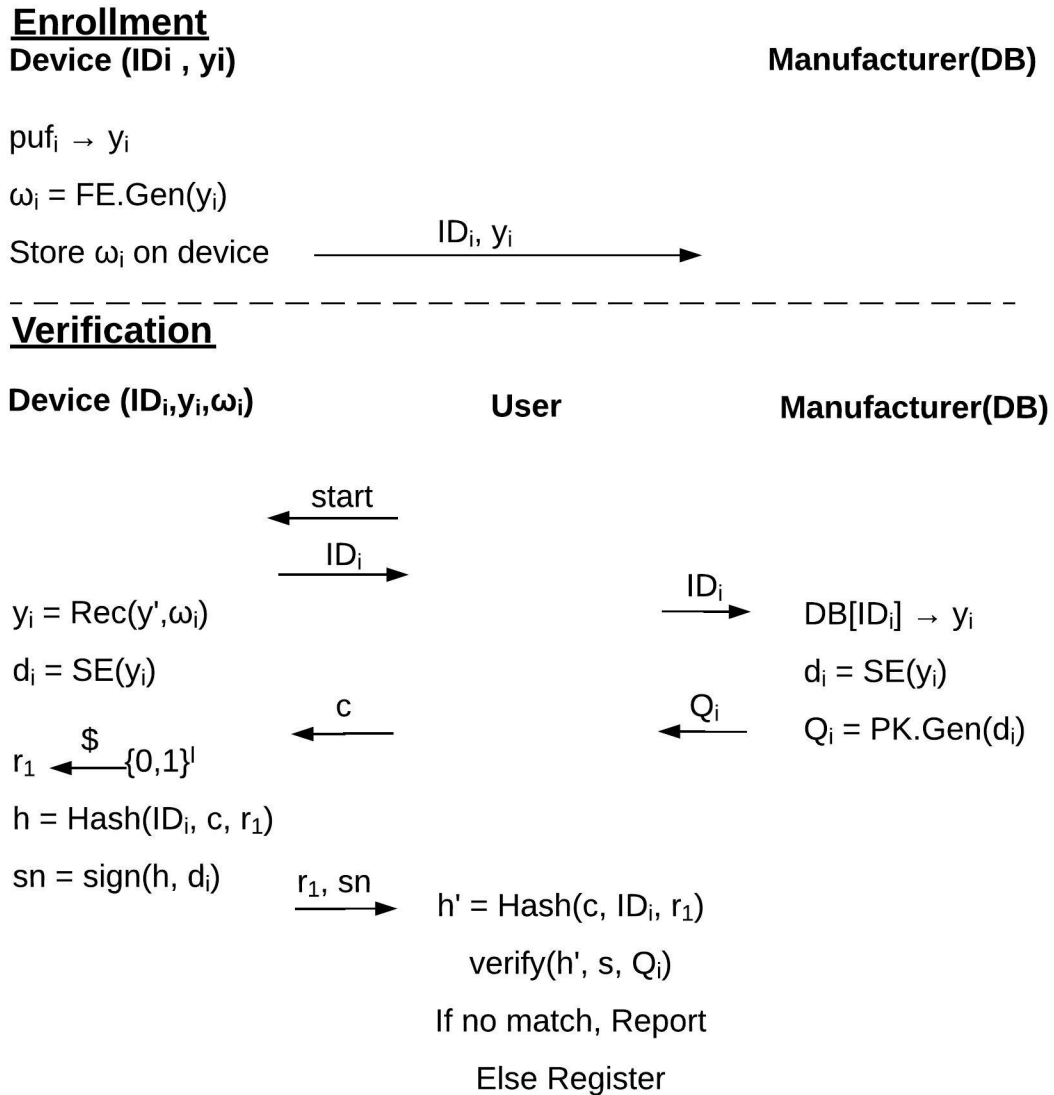 Enrollment
Device (IDi , yi)
Manufacturer(DB)
pufᵢ → yᵢ
ωᵢ = FE.Gen(yᵢ)
Store ωᵢ on device
IDᵢ, yᵢ
Verification
Device (IDᵢ,yᵢ,ωᵢ)
User
Manufacturer(DB)
start
IDᵢ
IDᵢ
yᵢ = Rec(y',ωᵢ)
DB[IDᵢ] → yᵢ
dᵢ = SE(yᵢ)
dᵢ = SE(yᵢ)
c
Qᵢ
Qᵢ = PK.Gen(dᵢ)
$
r₁ ← {0,1}ˡ
h = Hash(IDᵢ, c, r₁)
sn = sign(h, dᵢ)
r₁, sn
h' = Hash(c, IDᵢ, r₁)
verify(h', s, Qᵢ)
If no match, Report
Else Register